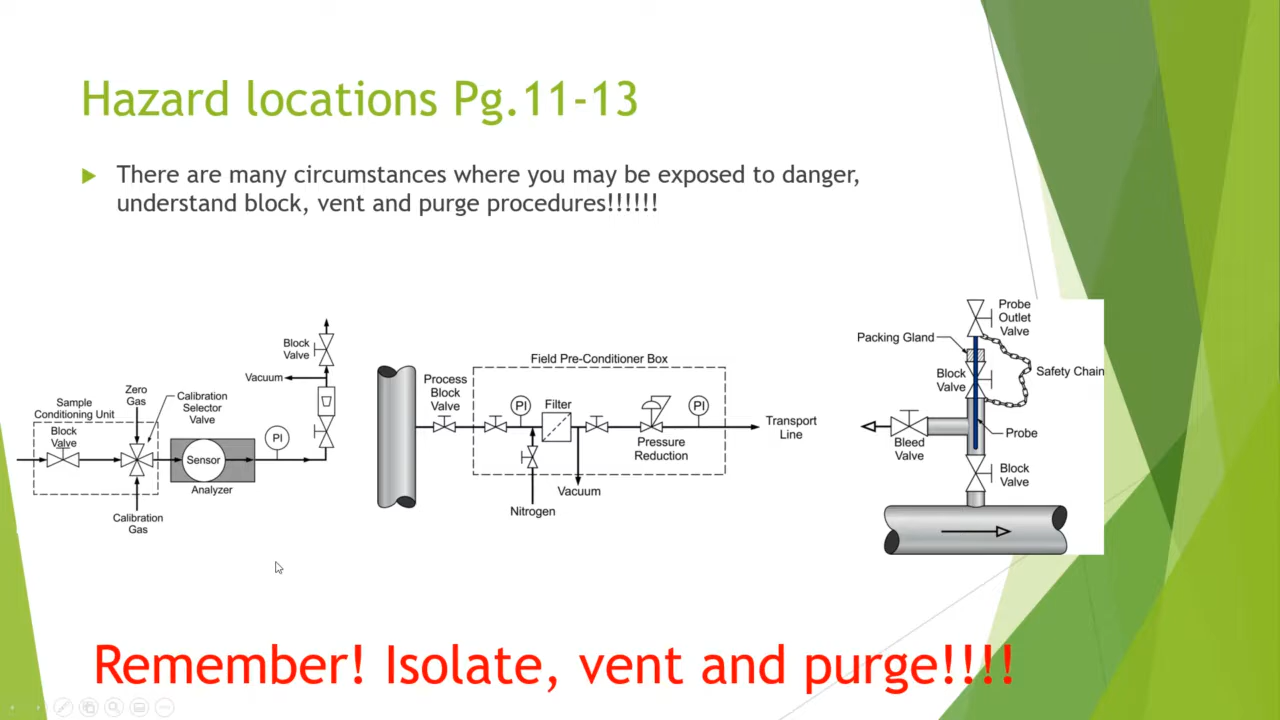 Hazard locations Pg.11-13
There are many circumstances where you may be exposed to danger,
understand block, vent and purge procedures!!!!!!
Block
Valve
Vacuum
Zero
Gas
Calibration
Selector
Valve
Sample
Conditioning Unit
Block
Valve
PI
Sensor
Analyzer
Calibration
Gas
Field Pre-Conditioner Box
Process
Block
Valve
PI
Filter
PI
Pressure
Reduction
Transport
Line
Vacuum
Nitrogen
Probe
Outlet
Valve
Packing Gland
Block
Valve
Safety Chain
Bleed
Valve
Probe
Block
Valve
Remember! Isolate, vent and purge!!!!